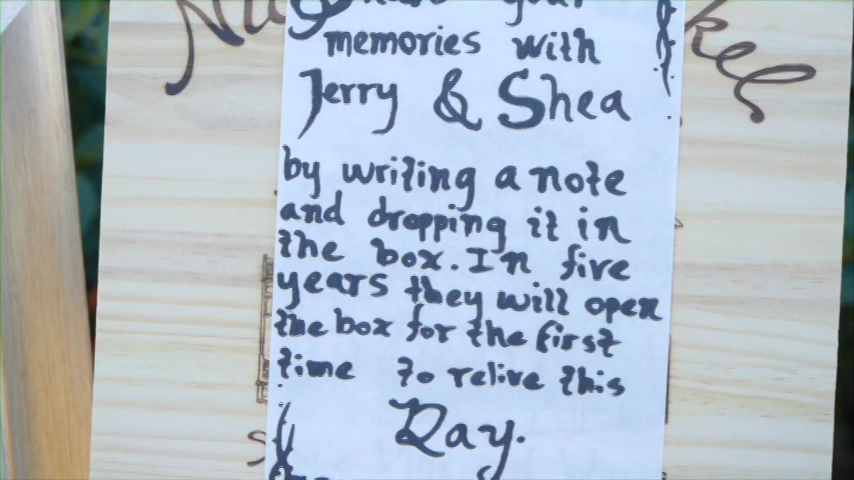 your
memories with
Jerry & Shea
by writing a note
and dropping it in
the box. In five
years they will open
the box for the first
time to relive this
Day.